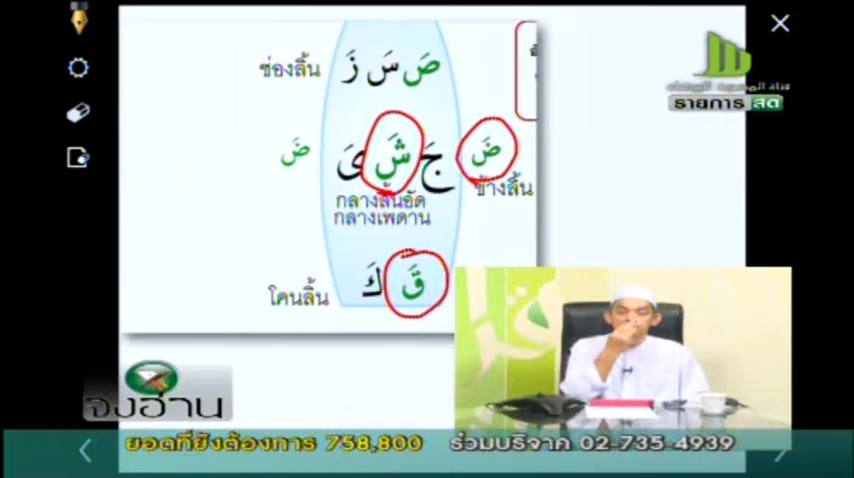 ช่องลิ้น صَ سَ زَ
ضَ جَ شَ یَ ضَ
ข้างลิ้น
กลางลิ้นอัด
กลางเพดาน
โคนลิ้น قَ كَ
รายการ สด
จงอ่าน
ยอดที่ยังต้องการ 758,800 ร่วมบริจาค 02-735-4939